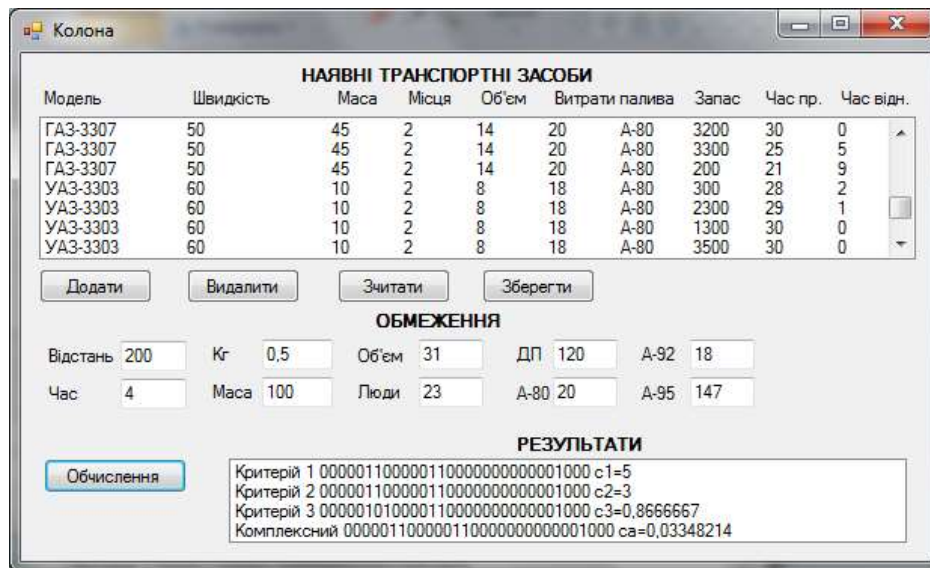 Колона
НАЯВНІ ТРАНСПОРТНІ ЗАСОБИ
Модель Швидкість Маса Місця Об'єм Витрати палива Запас Час пр. Час відн.
ГАЗ-3307 50 45 2 14 20 А-80 3200 30 0
ГАЗ-3307 50 45 2 14 20 А-80 3300 25 5
ГАЗ-3307 50 45 2 14 20 А-80 200 21 9
УАЗ-3303 60 10 2 8 18 А-80 300 28 2
УАЗ-3303 60 10 2 8 18 А-80 2300 29 1
УАЗ-3303 60 10 2 8 18 А-80 1300 30 0
УАЗ-3303 60 10 2 8 18 А-80 3500 30 0
Додати Видалити Зчитати Зберегти
ОБМЕЖЕННЯ
Відстань 200 Кг 0,5 Об'єм 31 ДП 120 А-92 18
Час 4 Маса 100 Люди 23 А-80 20 А-95 147
РЕЗУЛЬТАТИ
Обчислення
Критерій 1 000001100000110000000000001000 c1=5
Критерій 2 000001100000110000000000001000 c2=3
Критерій 3 000001010000110000000000001000 c3=0,8666667
Комплексний 000001100000110000000000001000 ca=0,03348214